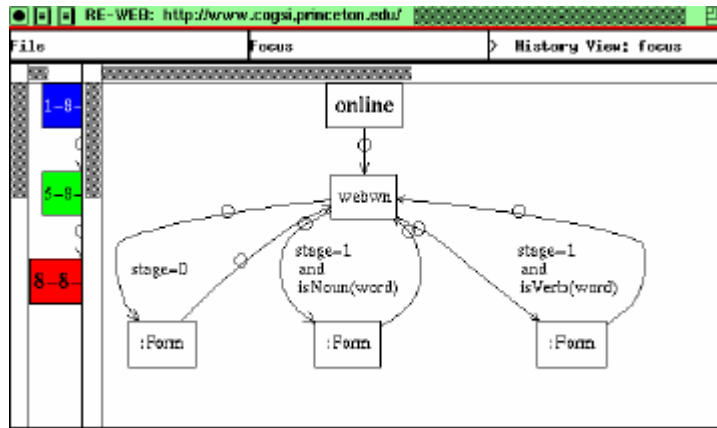 RE-WEB: http://www.cogsi.princeton.edu/
File
Focus
> History View: focus
1-8-
5-8-
8-8-
online
webwn
stage=0
stage=1
and
isNoun(word)
stage=1
and
isVerb(word)
:Form
:Form
:Form